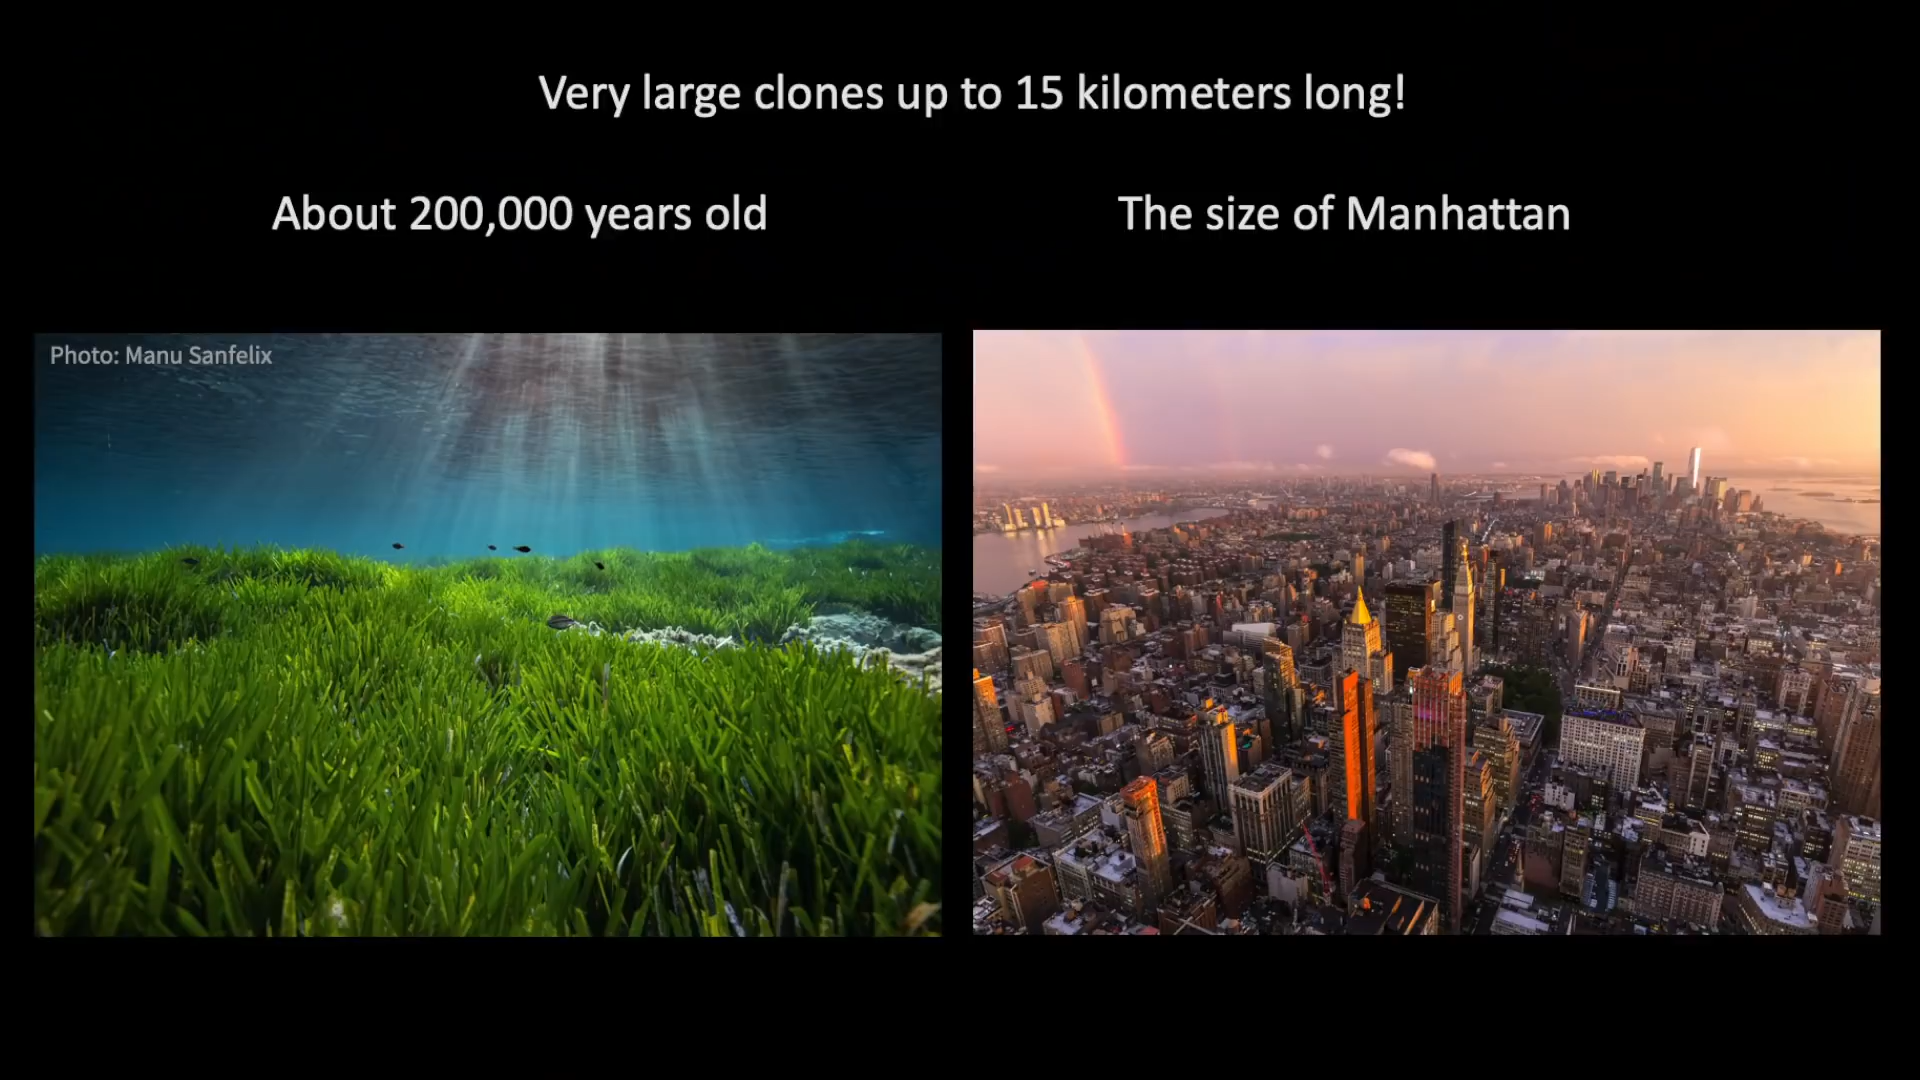 Very large clones up to 15 kilometers long!
About 200,000 years old
The size of Manhattan
Photo: Manu Sanfelix